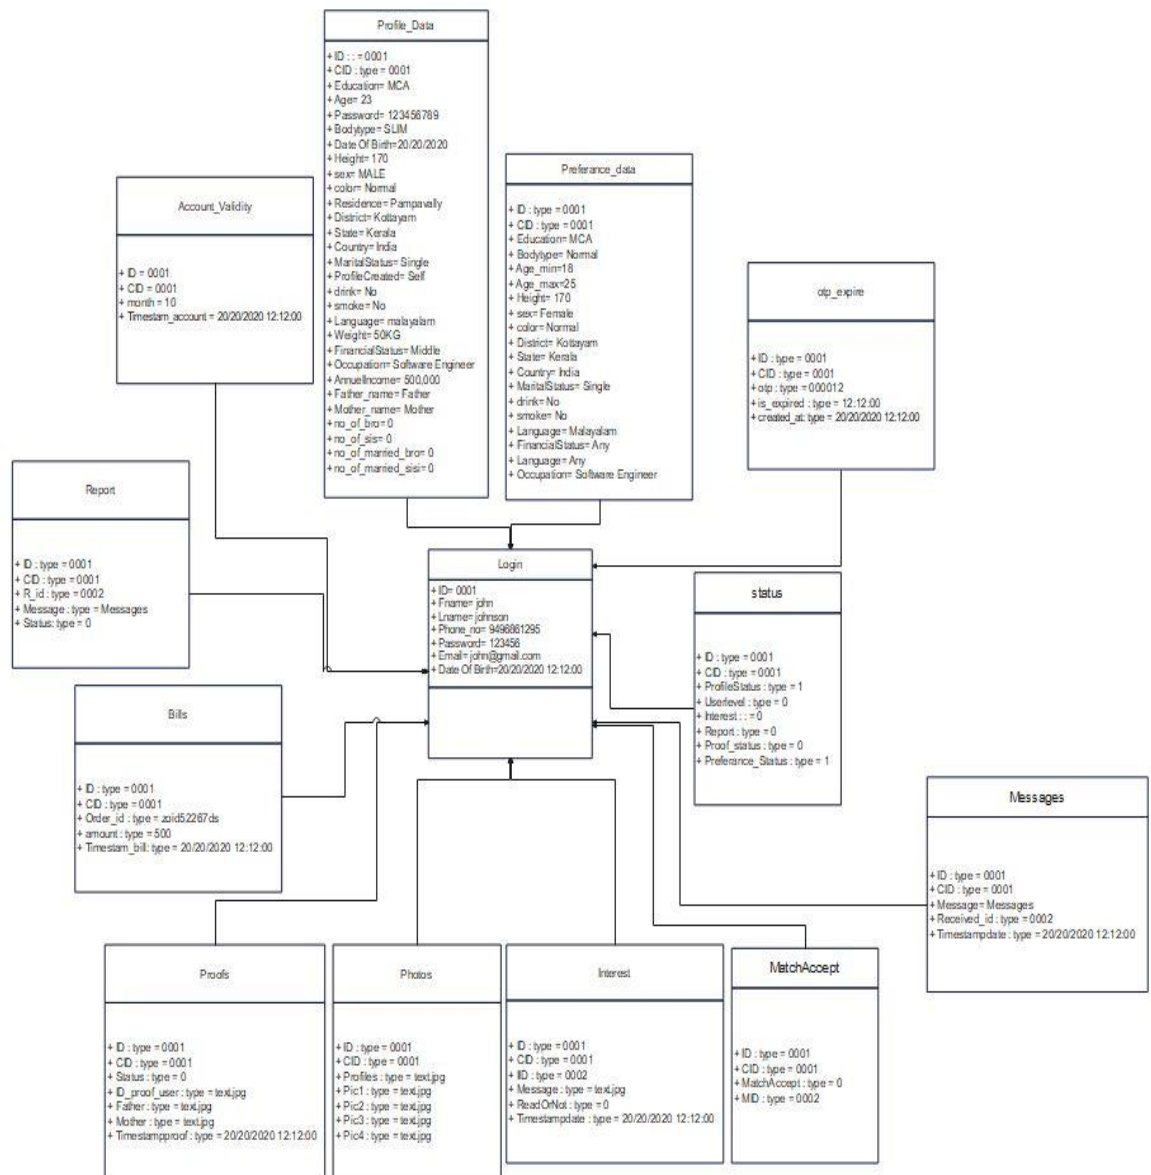 Profile_Data
+ ID : : = 0001
+ CID : type = 0001
+ Education= MCA
+ Age= 23
+ Password= 123456789
+ Bodytype= SLIM
+ Date Of Birth=20/20/2020
+ Height= 170
+ sex= MALE
+ color= Normal
+ Residence= Pampavally
+ District= Kottayam
+ State= Kerala
+ Country= India
+ MaritalStatus= Single
+ ProfileCreated= Self
+ drink= No
+ smoke= No
+ Language= malayalam
+ Weight= 50KG
+ FinancialStatus= Middle
+ Occupation= Software Engineer
+ AnnuelIncome= 500,000
+ Father_name= Father
+ Mother_name= Mother
+ no_of_bro= 0
+ no_of_sis= 0
+ no_of_married_bro= 0
+ no_of_married_sisi= 0
Preferance_data
+ ID : type = 0001
+ CID : type = 0001
+ Education= MCA
+ Bodytype= Normal
+ Age_min=18
+ Age_max=25
+ Height= 170
+ sex= Female
+ color= Normal
+ District= Kottayam
+ State= Kerala
+ Country= India
+ MaritalStatus= Single
+ drink= No
+ smoke= No
+ Language= Malayalam
+ FinancialStatus= Any
+ Language= Any
+ Occupation= Software Engineer
Account_Validity
+ ID = 0001
+ CID = 0001
+ month = 10
+ Timestam_account = 20/20/2020 12:12:00
otp_expire
+ ID : type = 0001
+ CID : type = 0001
+ otp : type = 000012
+ is_expired : type = 12:12:00
+ created_at: type = 20/20/2020 12:12:00
Report
+ ID : type = 0001
+ CID : type = 0001
+ R_id : type = 0002
+ Message : type = Messages
+ Status: type = 0
Login
+ ID= 0001
+ Fname= john
+ Lname= johnson
+ Phone_no= 9496861295
+ Password= 123456
+ Email= john@gmail.com
+ Date Of Birth=20/20/2020 12:12:00
status
+ ID : type = 0001
+ CID : type = 0001
+ ProfileStatus : type = 1
+ Userlevel : type = 0
+ Interest : : = 0
+ Report : type = 0
+ Proof_status : type = 0
+ Preferance_Status : type = 1
Bills
+ ID : type = 0001
+ CID : type = 0001
+ Order_id : type = zoid52267ds
+ amount : type = 500
+ Timestam_bill: type = 20/20/2020 12:12:00
Messages
+ ID : type = 0001
+ CID : type = 0001
+ Message= Messages
+ Received_id : type = 0002
+ Timestampdate : type = 20/20/2020 12:12:00
Proofs
+ ID : type = 0001
+ CID : type = 0001
+ Status : type = 0
+ ID_proof_user : type = text.jpg
+ Father : type = text.jpg
+ Mother : type = text.jpg
+ Timestampproof : type = 20/20/2020 12:12:00
Photos
+ ID : type = 0001
+ CID : type = 0001
+ Profiles : type = text.jpg
+ Pic1 : type = text.jpg
+ Pic2 : type = text.jpg
+ Pic3 : type = text.jpg
+ Pic4 : type = text.jpg
Interest
+ ID : type = 0001
+ CID : type = 0001
+ IID : type = 0002
+ Message : type = text.jpg
+ ReadOrNot : type = 0
+ Timestampdate : type = 20/20/2020 12:12:00
MatchAccept
+ ID : type = 0001
+ CID : type = 0001
+ MatchAccept : type = 0
+ MID : type = 0002